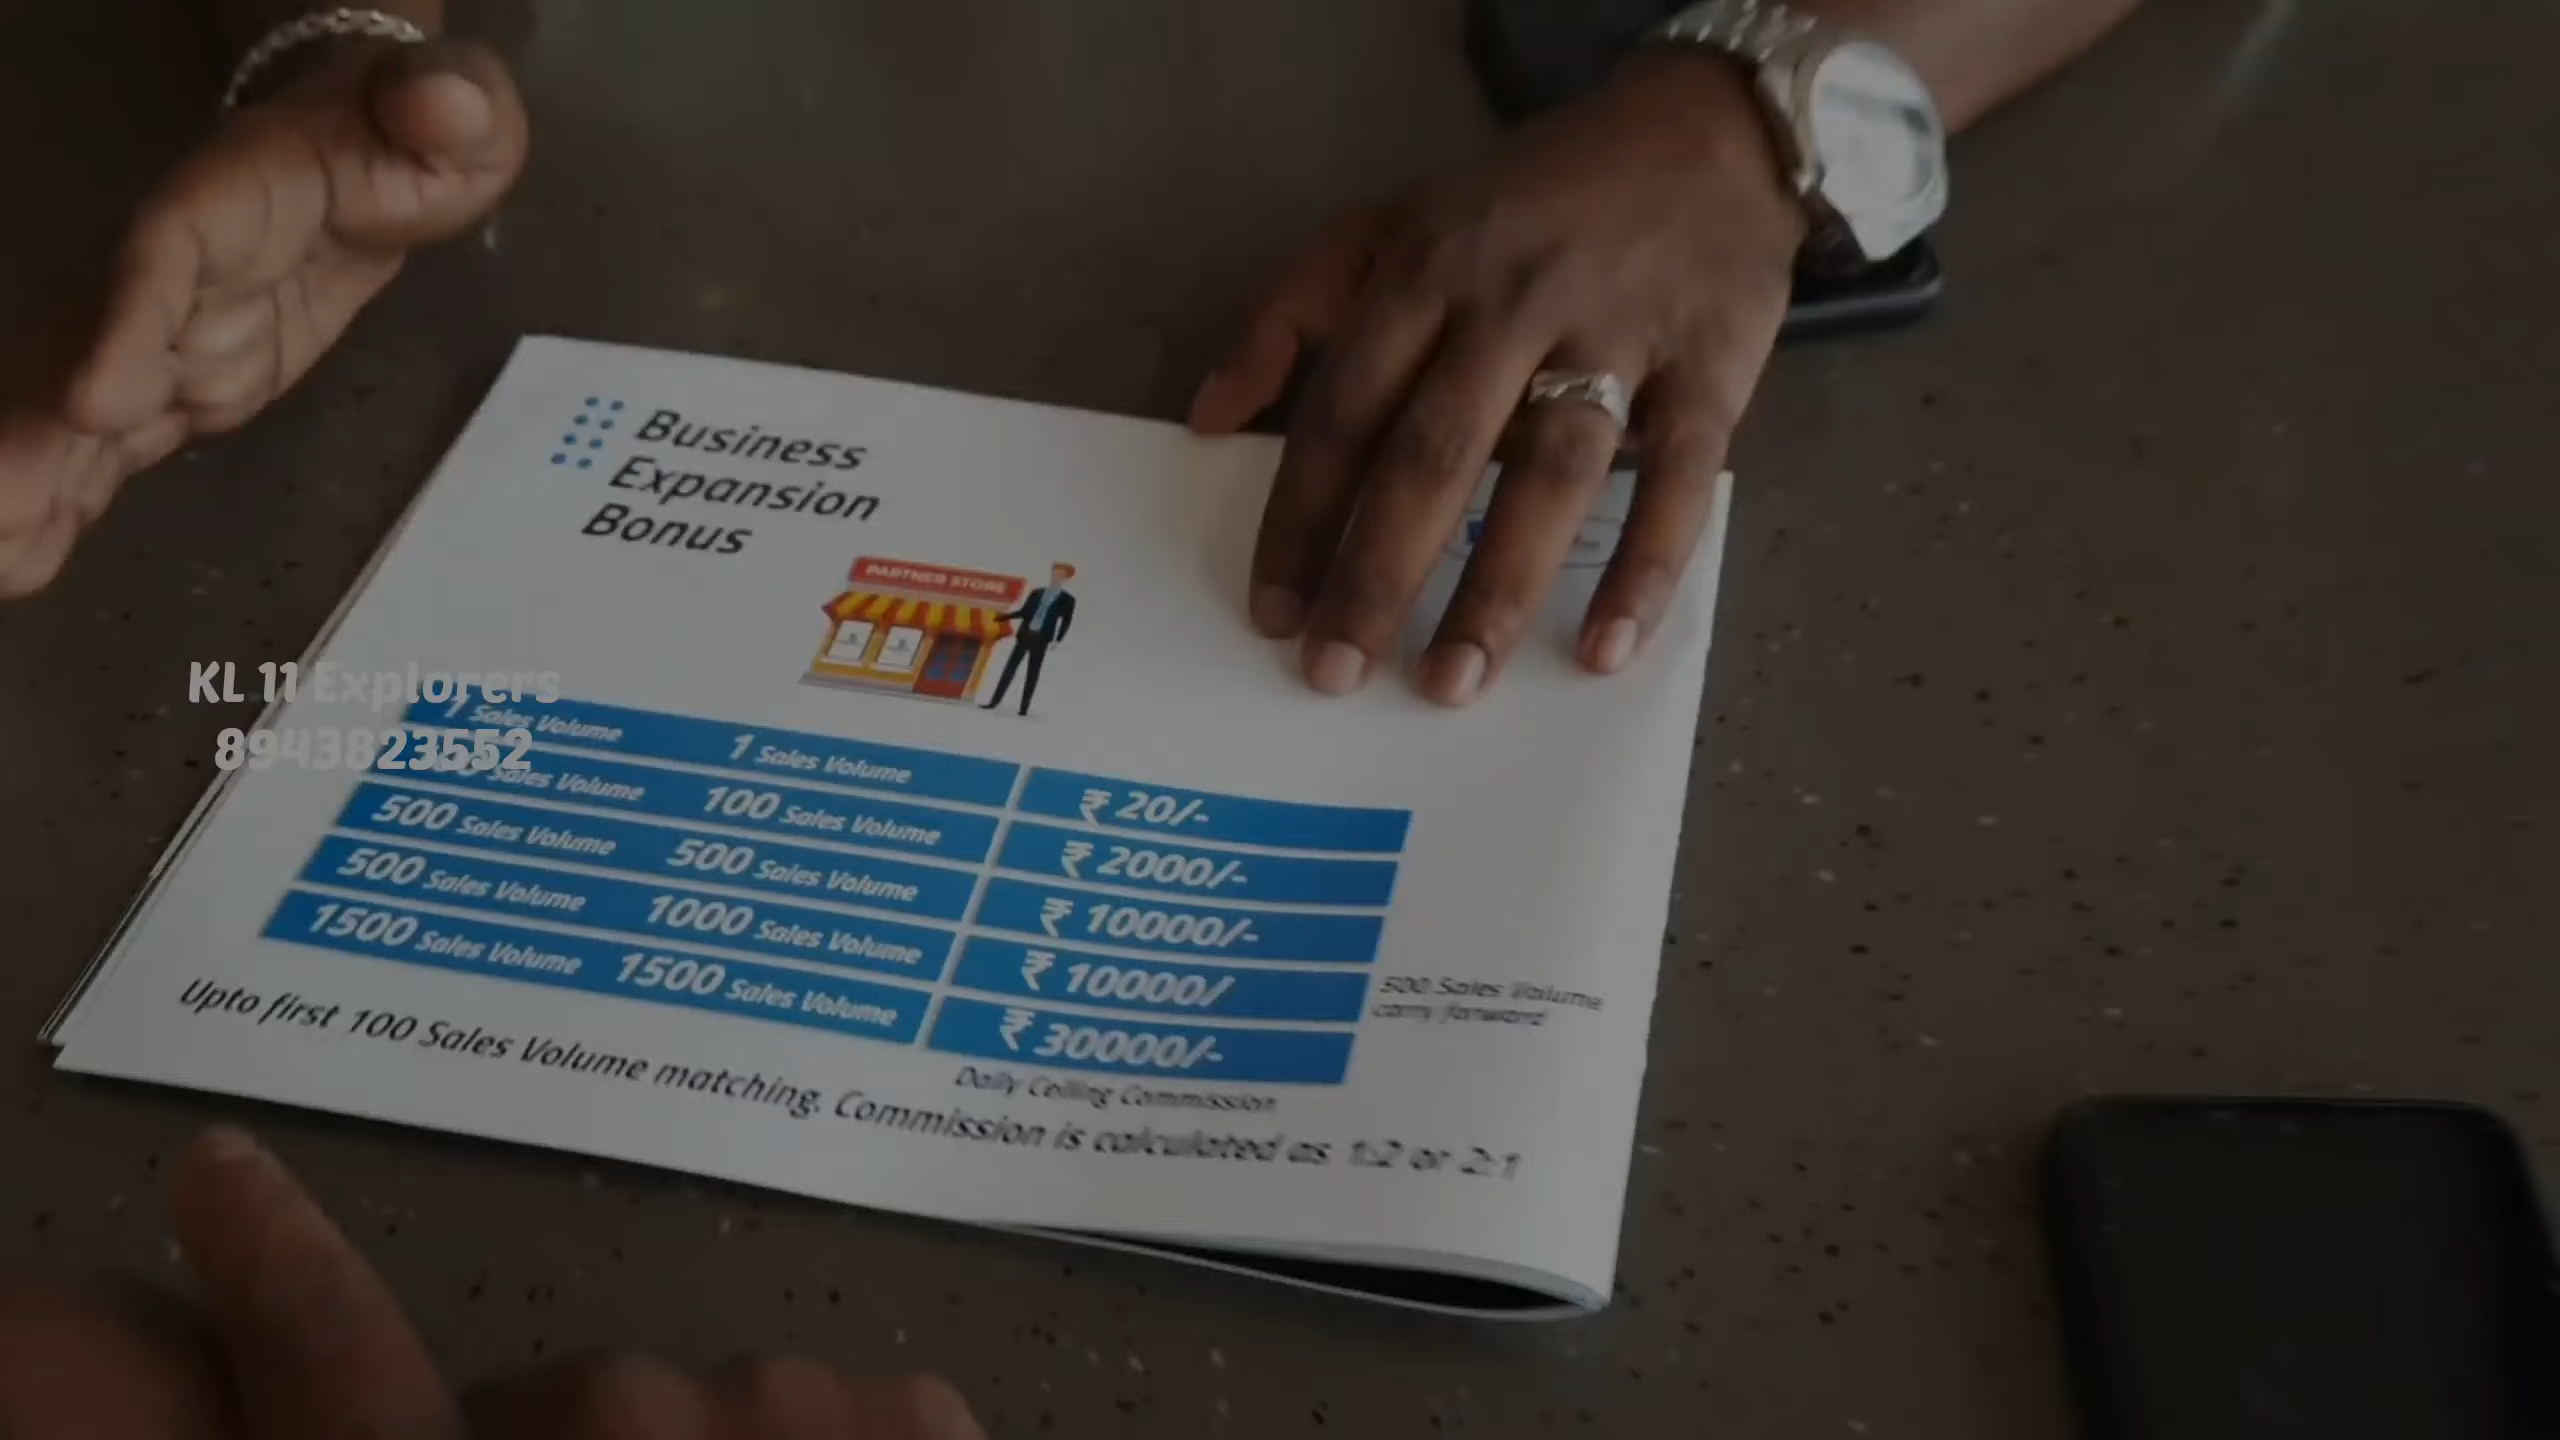 Business
Expansion
Bonus
PARTNER STORE
KL 11 Explorers
8943823552
1 Sales Volume 1 Sales Volume ₹ 20/-
Sales Volume 100 Sales Volume ₹ 2000/-
500 Sales Volume 500 Sales Volume ₹ 10000/-
500 Sales Volume 1000 Sales Volume ₹ 10000/
500 Sales Volume
carry forward
1500 Sales Volume 1500 Sales Volume ₹ 30000/-
Daily Ceiling Commission
Upto first 100 Sales Volume matching. Commission is calculated as 1:2 or 2:1